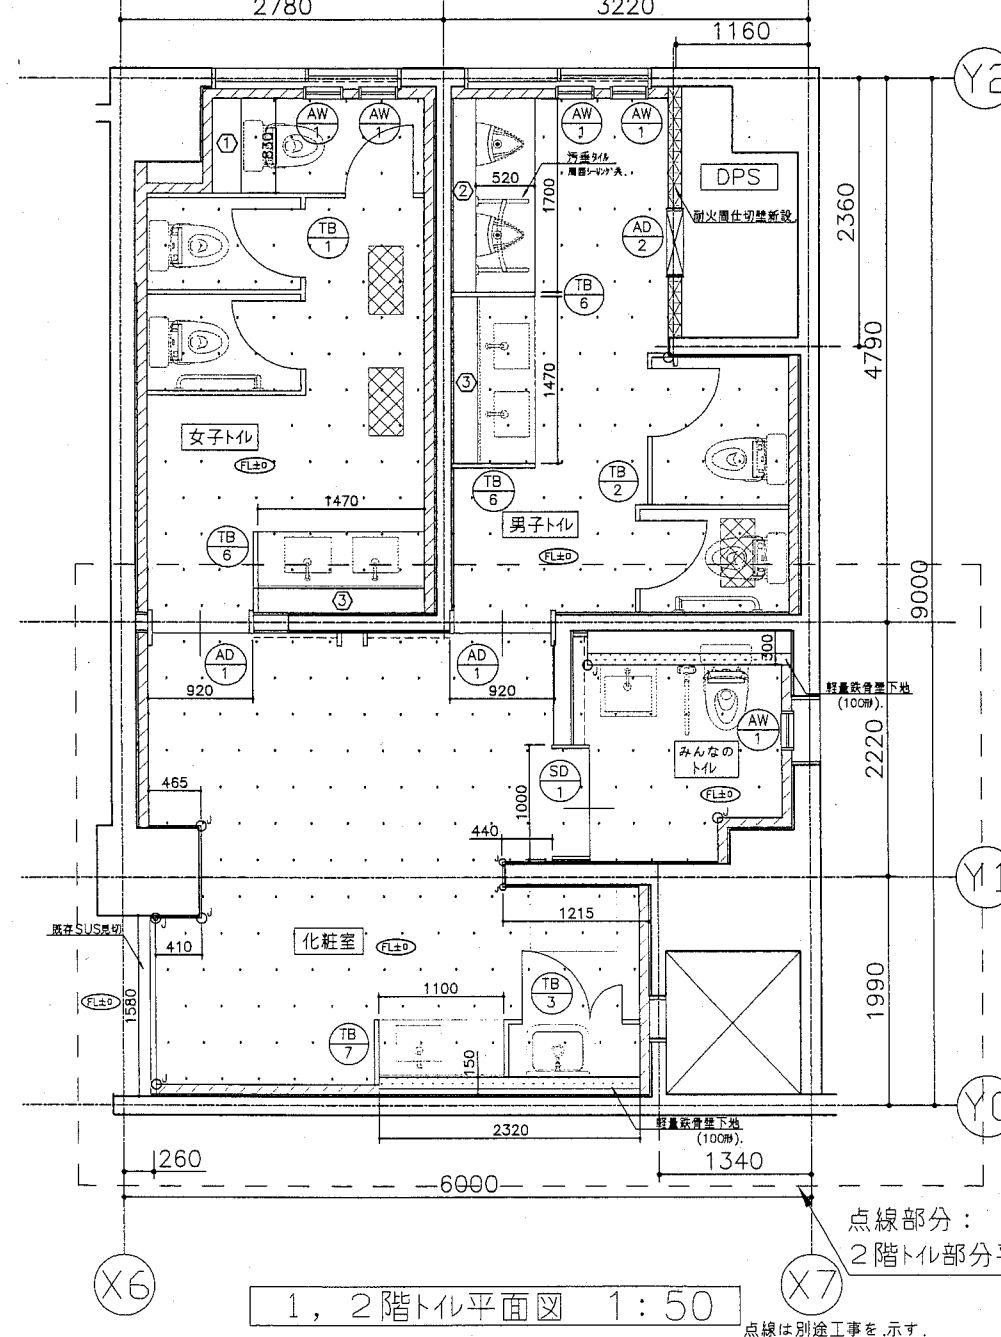 2780
3220
1160
Y2
AW
1
AW
1
AW
1
AW
1
1
830
汚垂タイル
周囲シーリング共.
520
1700
2
DPS
耐火間仕切壁新設.
2360
TB
1
AD
2
TB
6
4790
3
1470
女子トイレ
FL±0
TB
2
TB
6
1470
男子トイレ
FL±0
TB
6
3
9000
AD
1
AD
1
920
920
300
軽量鉄骨壁下地
(100形).
AW
1
みんなの
トイレ
FL±0
2220
SD
1
1000
465
J
J
J
440
J
Y1
J
1215
J
J
既存SUS見切
410
化粧室
FL±0
FL±0
1580
1100
TB
3
TB
7
150
1990
J
Y0
2320
軽量鉄骨壁下地
(100形).
260
1340
6000
点線部分：
２階トイレ部分平
X6
X7
１，２階トイレ平面図　１：５０
点線は別途工事を.示す.